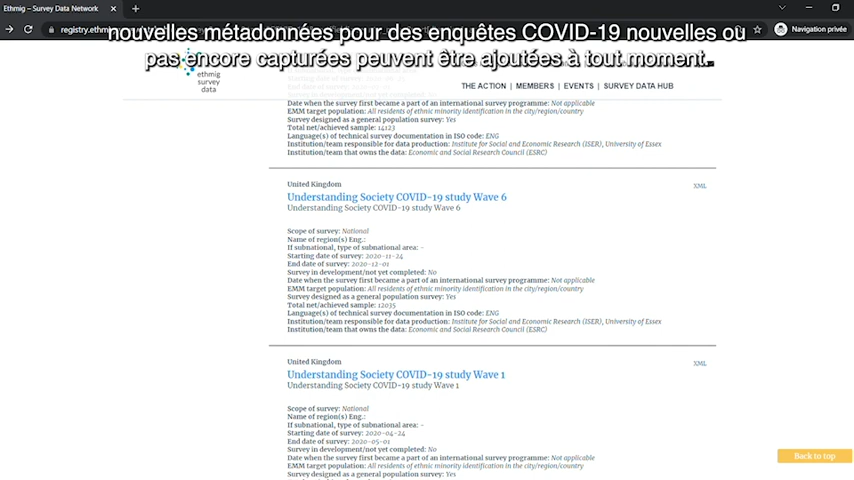 Ethmig – Survey Data Network
nouvelles métadonnées pour des enquêtes COVID-19 nouvelles ou
pas encore capturées peuvent être ajoutées à tout moment.
Navigation privée
ethmig
survey
data
THE ACTION | MEMBERS | EVENTS | SURVEY DATA HUB
Date when the survey first became a part of an international survey programme: Not applicable
EMM target population: All residents of ethnic minority identification in the city/region/country
Survey designed as a general population survey: Yes
Total net/achieved sample: 14123
Language(s) of technical survey documentation in ISO code: ENG
Institution/team responsible for data production: Institute for Social and Economic Research (ISER), University of Essex
Institution/team that owns the data: Economic and Social Research Council (ESRC)
United Kingdom
XML
Understanding Society COVID-19 study Wave 6
Understanding Society COVID-19 study Wave 6
Scope of survey: National
Name of region(s) Eng.:
If subnational, type of subnational area: -
Starting date of survey: 2020-11-24
End date of survey: 2020-12-01
Survey in development/not yet completed: No
Date when the survey first became a part of an international survey programme: Not applicable
EMM target population: All residents of ethnic minority identification in the city/region/country
Survey designed as a general population survey: Yes
Total net/achieved sample: 12035
Language(s) of technical survey documentation in ISO code: ENG
Institution/team responsible for data production: Institute for Social and Economic Research (ISER), University of Essex
Institution/team that owns the data: Economic and Social Research Council (ESRC)
United Kingdom
XML
Understanding Society COVID-19 study Wave 1
Understanding Society COVID-19 study Wave 1
Scope of survey: National
Name of region(s) Eng.:
If subnational, type of subnational area: -
Starting date of survey: 2020-04-24
End date of survey: 2020-05-01
Survey in development/not yet completed: No
Date when the survey first became a part of an international survey programme: Not applicable
EMM target population: All residents of ethnic minority identification in the city/region/country
Survey designed as a general population survey: Yes
Back to top